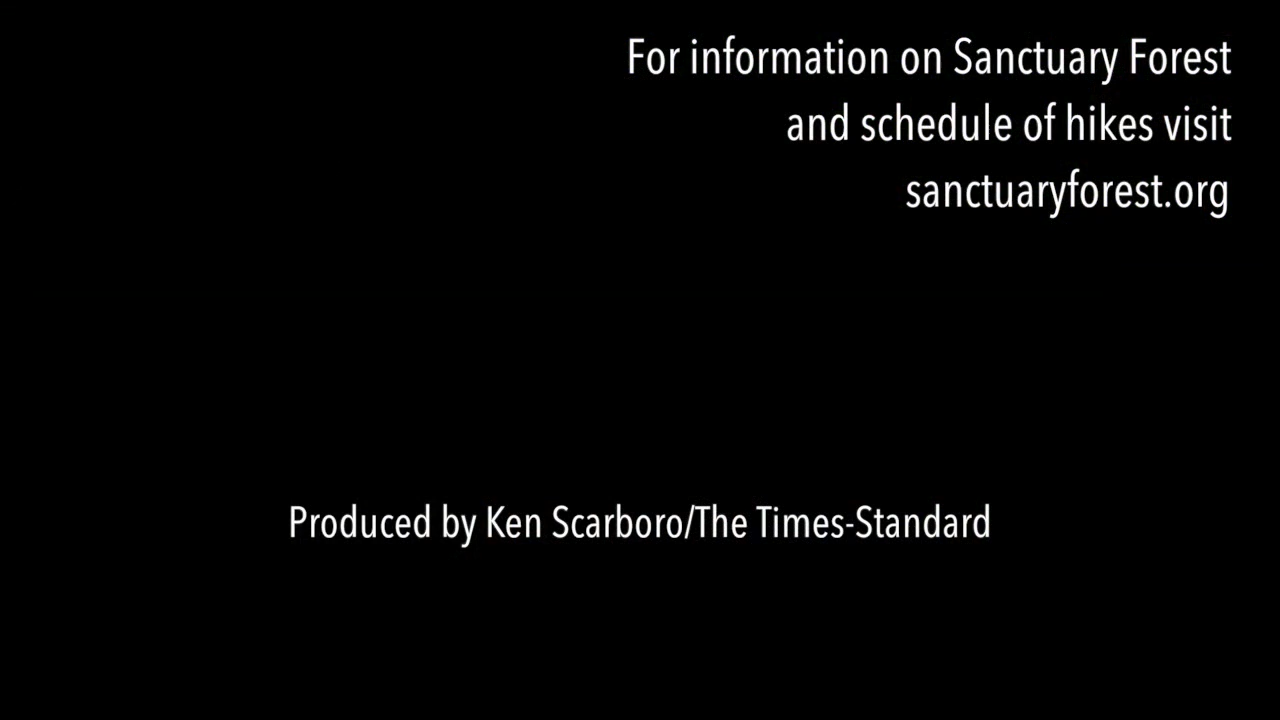 For information on Sanctuary Forest
and schedule of hikes visit
sanctuaryforest.org
Produced by Ken Scarboro/The Times-Standard